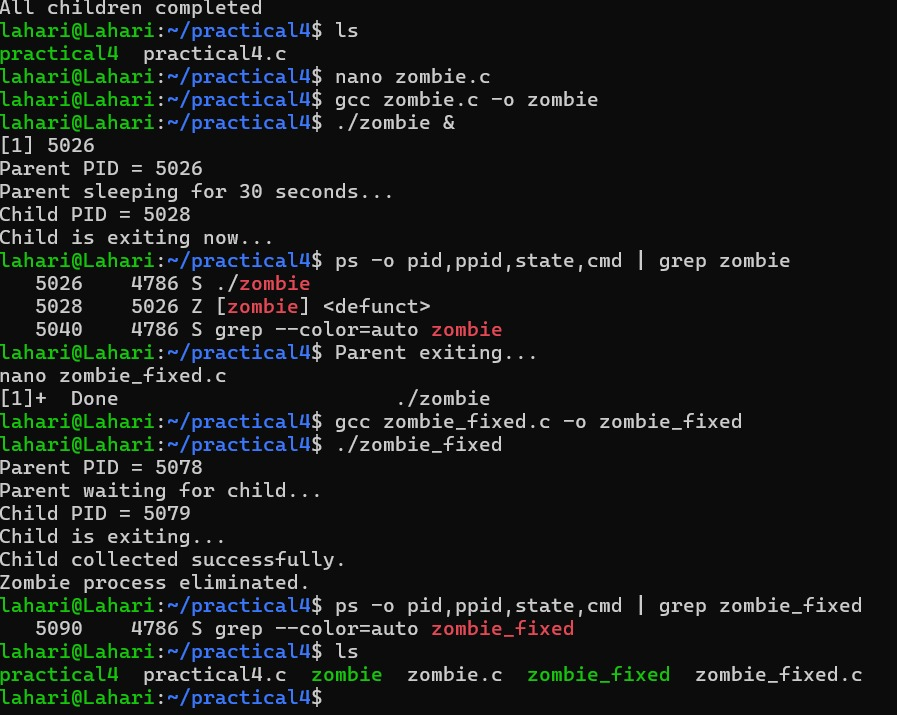 All children completed
lahari@Lahari:~/practical4$ ls
practical4  practical4.c
lahari@Lahari:~/practical4$ nano zombie.c
lahari@Lahari:~/practical4$ gcc zombie.c -o zombie
lahari@Lahari:~/practical4$ ./zombie &
[1] 5026
Parent PID = 5026
Parent sleeping for 30 seconds...
Child PID = 5028
Child is exiting now...
lahari@Lahari:~/practical4$ ps -o pid,ppid,state,cmd | grep zombie
   5026    4786 S ./zombie
   5028    5026 Z [zombie] <defunct>
   5040    4786 S grep --color=auto zombie
lahari@Lahari:~/practical4$ Parent exiting...
nano zombie_fixed.c
[1]+  Done                       ./zombie
lahari@Lahari:~/practical4$ gcc zombie_fixed.c -o zombie_fixed
lahari@Lahari:~/practical4$ ./zombie_fixed
Parent PID = 5078
Parent waiting for child...
Child PID = 5079
Child is exiting...
Child collected successfully.
Zombie process eliminated.
lahari@Lahari:~/practical4$ ps -o pid,ppid,state,cmd | grep zombie_fixed
   5090    4786 S grep --color=auto zombie_fixed
lahari@Lahari:~/practical4$ ls
practical4  practical4.c  zombie  zombie.c  zombie_fixed  zombie_fixed.c
lahari@Lahari:~/practical4$